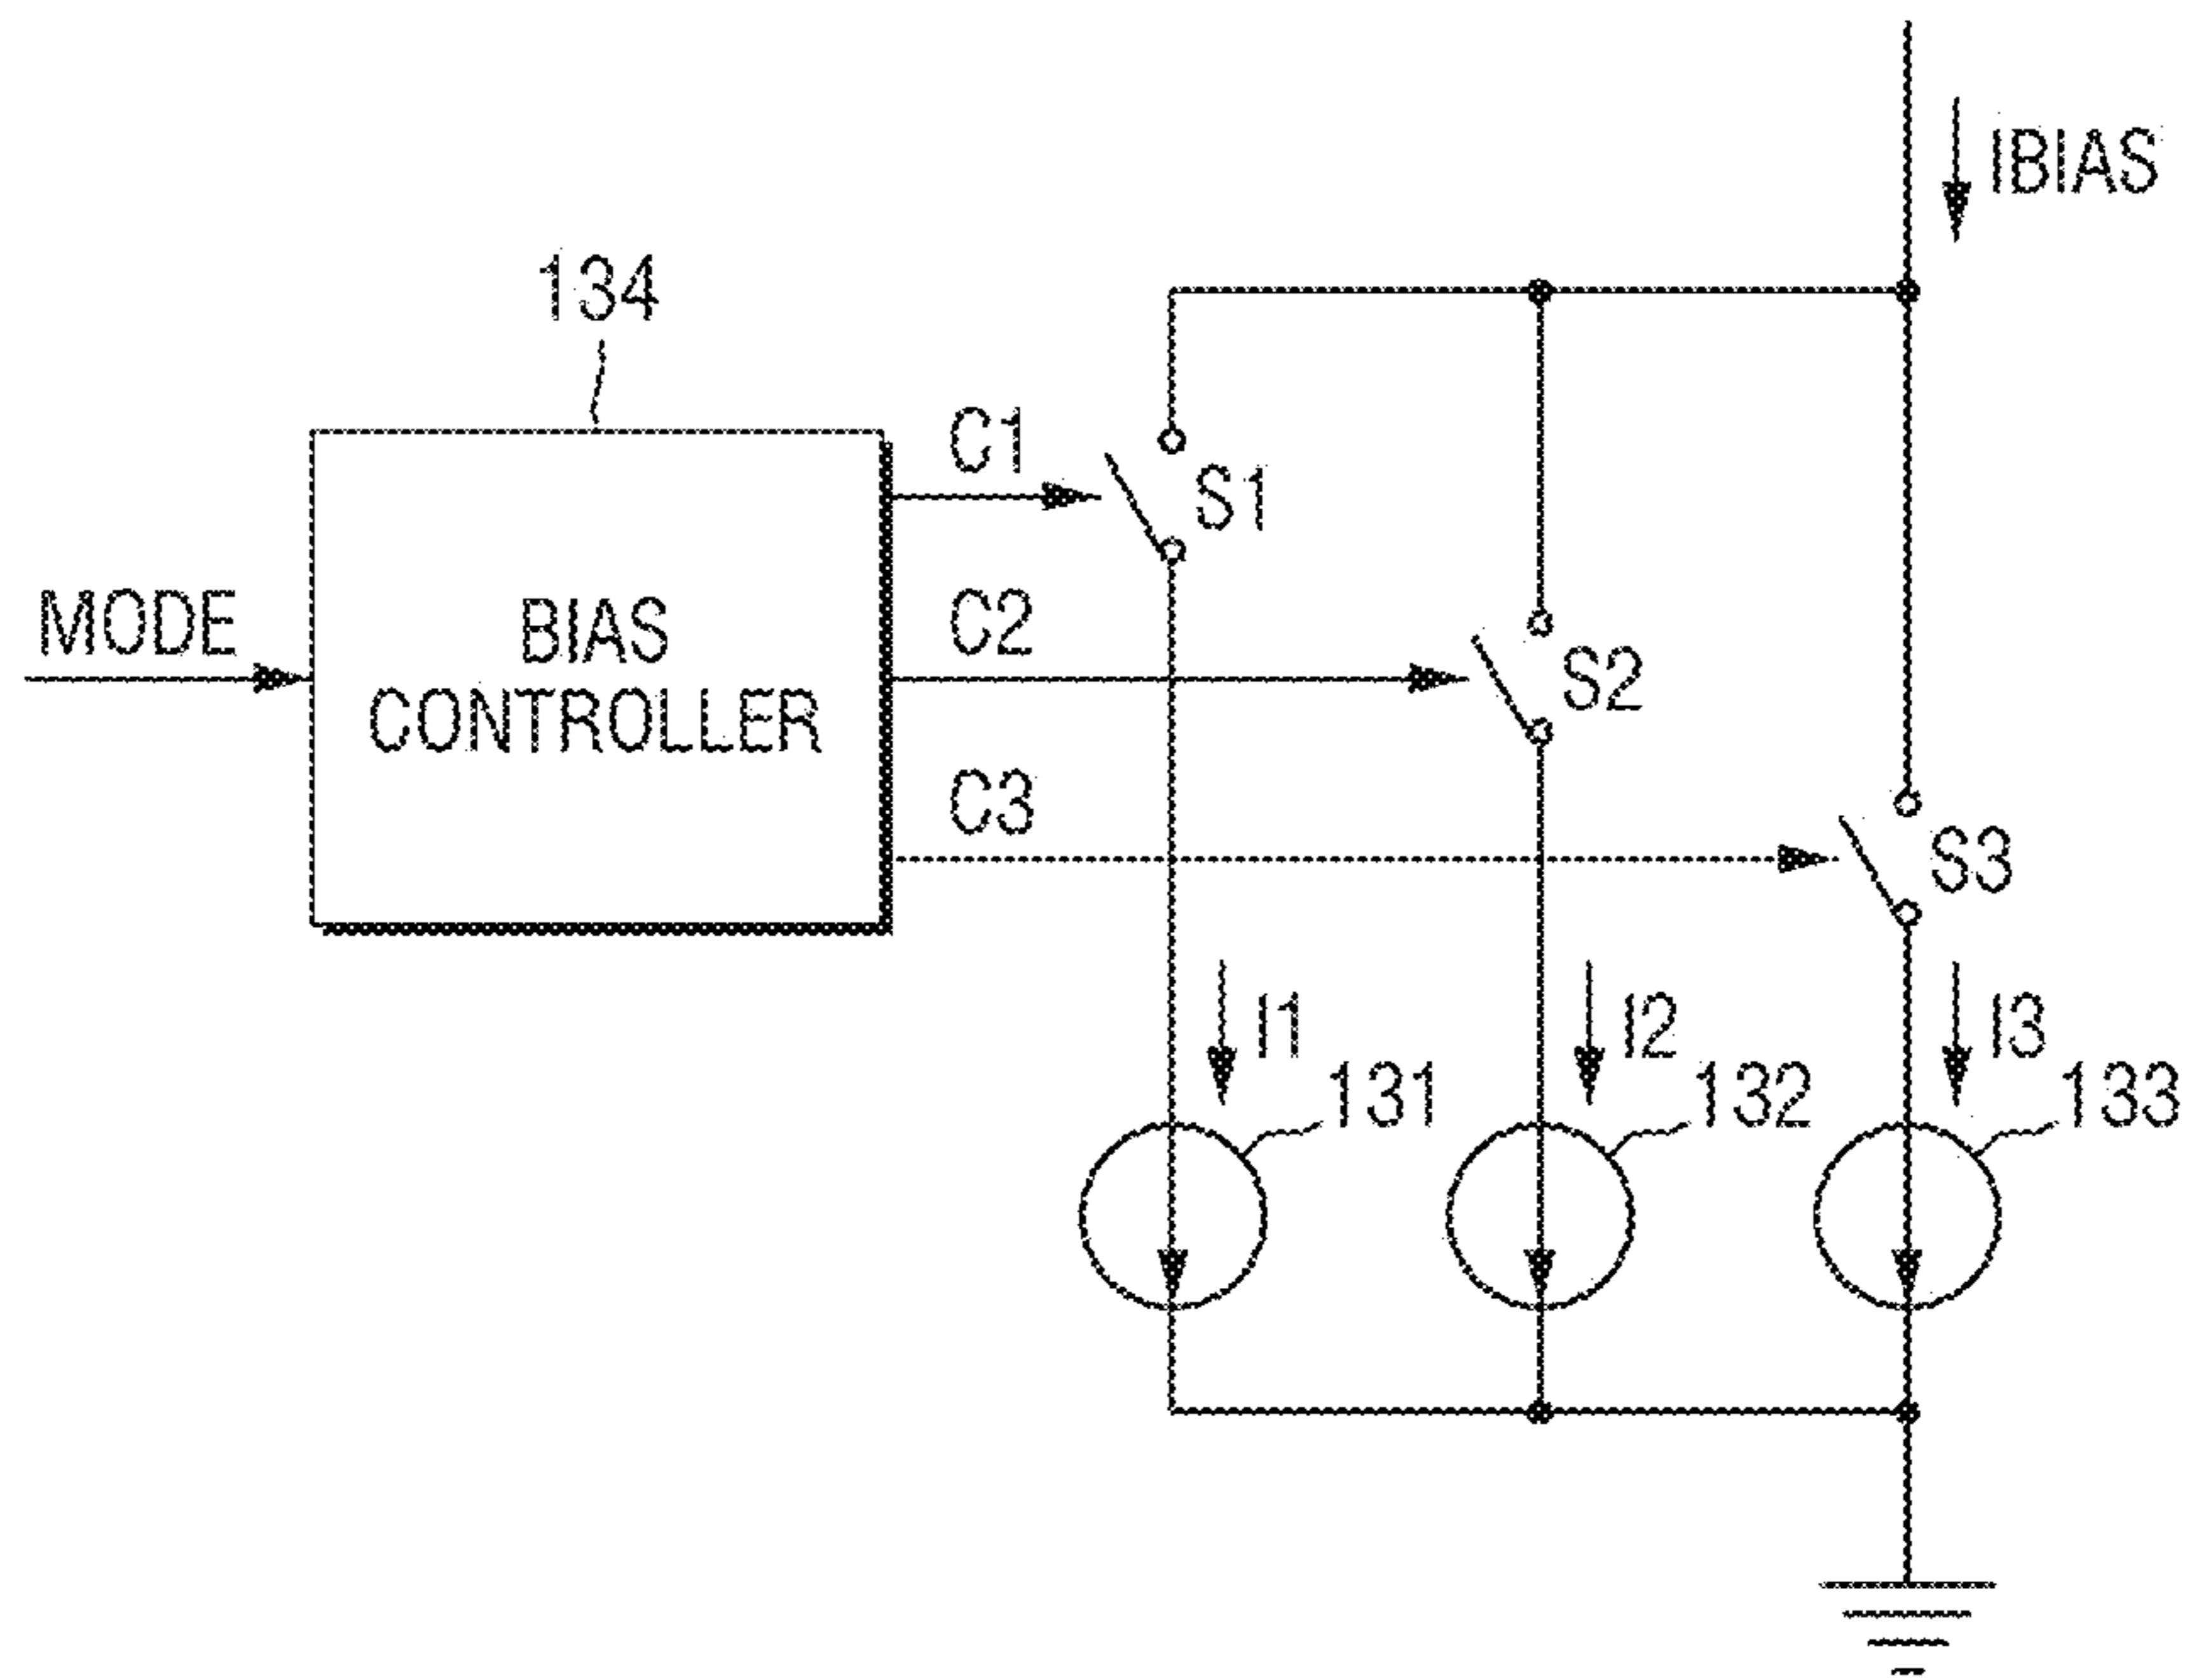 IBIAS
134
C1
S1
MODE
BIAS
CONTROLLER
C2
S2
C3
S3
I1
I2
I3
131
132
133